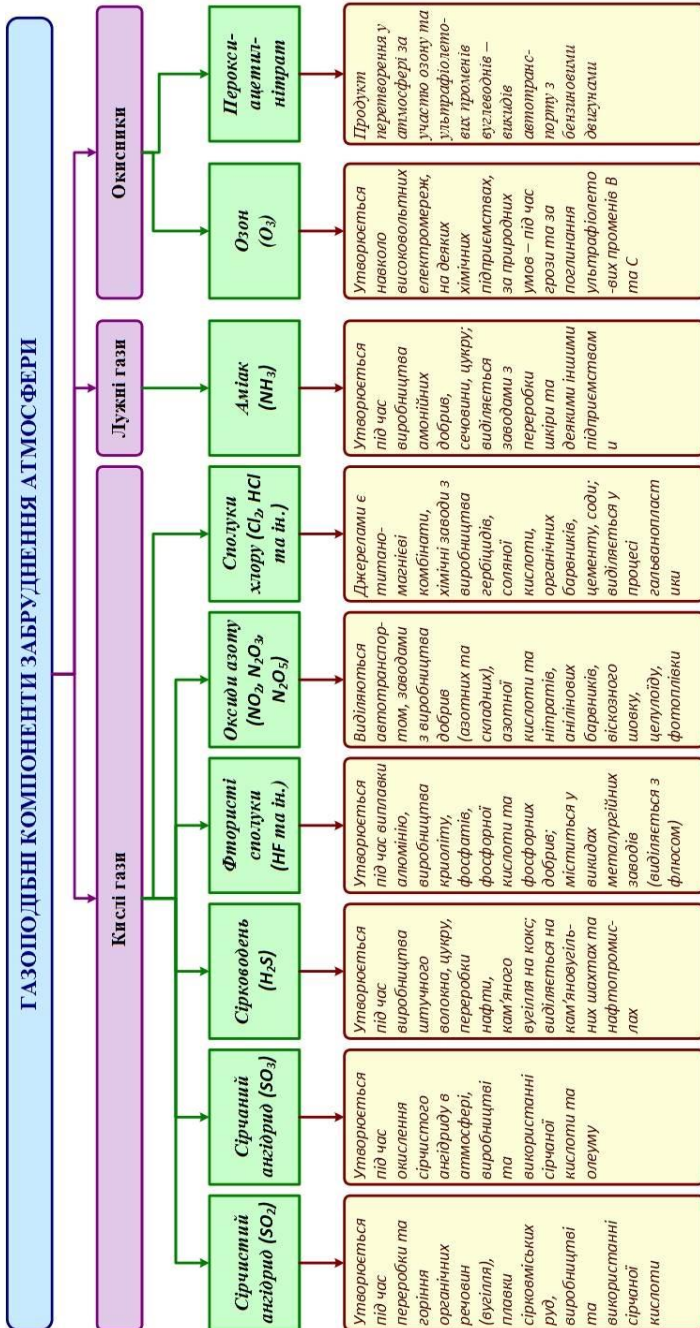 ГАЗОПОДІБНІ КОМПОНЕНТИ ЗАБРУДНЕННЯ АТМОСФЕРИ
Кислі гази
Лужні гази
Окисники
Сірчистий
ангідрид (SO₂)
Сірчаний
ангідрид (SO₃)
Сірководень
(H₂S)
Фтористі
сполуки
(HF та ін.)
Оксиди азоту
(NO₂, N₂O₃,
N₂O₅)
Сполуки
хлору (Cl₂, HCl
та ін.)
Аміак
(NH₃)
Озон
(O₃)
Перокси-
ацетил-
нітрат
Утворюється
під час
переробки та
горіння
органічних
речовин
(вугілля),
плавки
сірковміських
руд,
виробництві
та
використанні
сірчаної
кислоти
Утворюється
під час
окислення
сірчистого
ангідриду в
атмосфері,
виробництві
та
використанні
сірчаної
кислоти та
олеуму
Утворюється
під час
виробництва
штучного
волокна, цукру,
переробки
нафти,
кам’яного
вугілля на кокс;
виділяється на
кам’яновугіль-
них шахтах та
нафтопромис-
лах
Утворюється
під час виплавки
алюмінію,
виробництва
криоліту,
фосфатів,
фосфорної
кислоти та
фосфорних
добрив;
міститься у
викидах
металургійних
заводів
(виділяється з
флюсом)
Виділяються
автотранспор-
том, заводами
з виробництва
добрив
(азотних та
складних),
азотної
кислоти та
нітратів,
анілінових
барвників,
віскозного
шовку,
целулоїду,
фотоплівки
Джерелами є
титано-
магнієві
комбінати,
хімічні заводи з
виробництва
гербіцидів,
соляної
кислоти,
органічних
барвників,
цементу, соди;
виділяється у
процесі
гальванопласт
ики
Утворюється
під час
виробництва
амонійних
добрив,
сечовини, цукру;
виділяється
заводами з
переробки
шкіри та
деякими іншими
підприємствам
и
Утворюється
навколо
високовольтних
електромереж,
на деяких
хімічних
підприємствах,
за природних
умов – під час
грози та за
поглинання
ультрафіолето
-вих променів В
та С
Продукт
перетворення у
атмосфері за
участю озону та
ультрафіолето-
вих променів
вуглеводнів –
викидів
автотранс-
порту з
бензиновими
двигунами